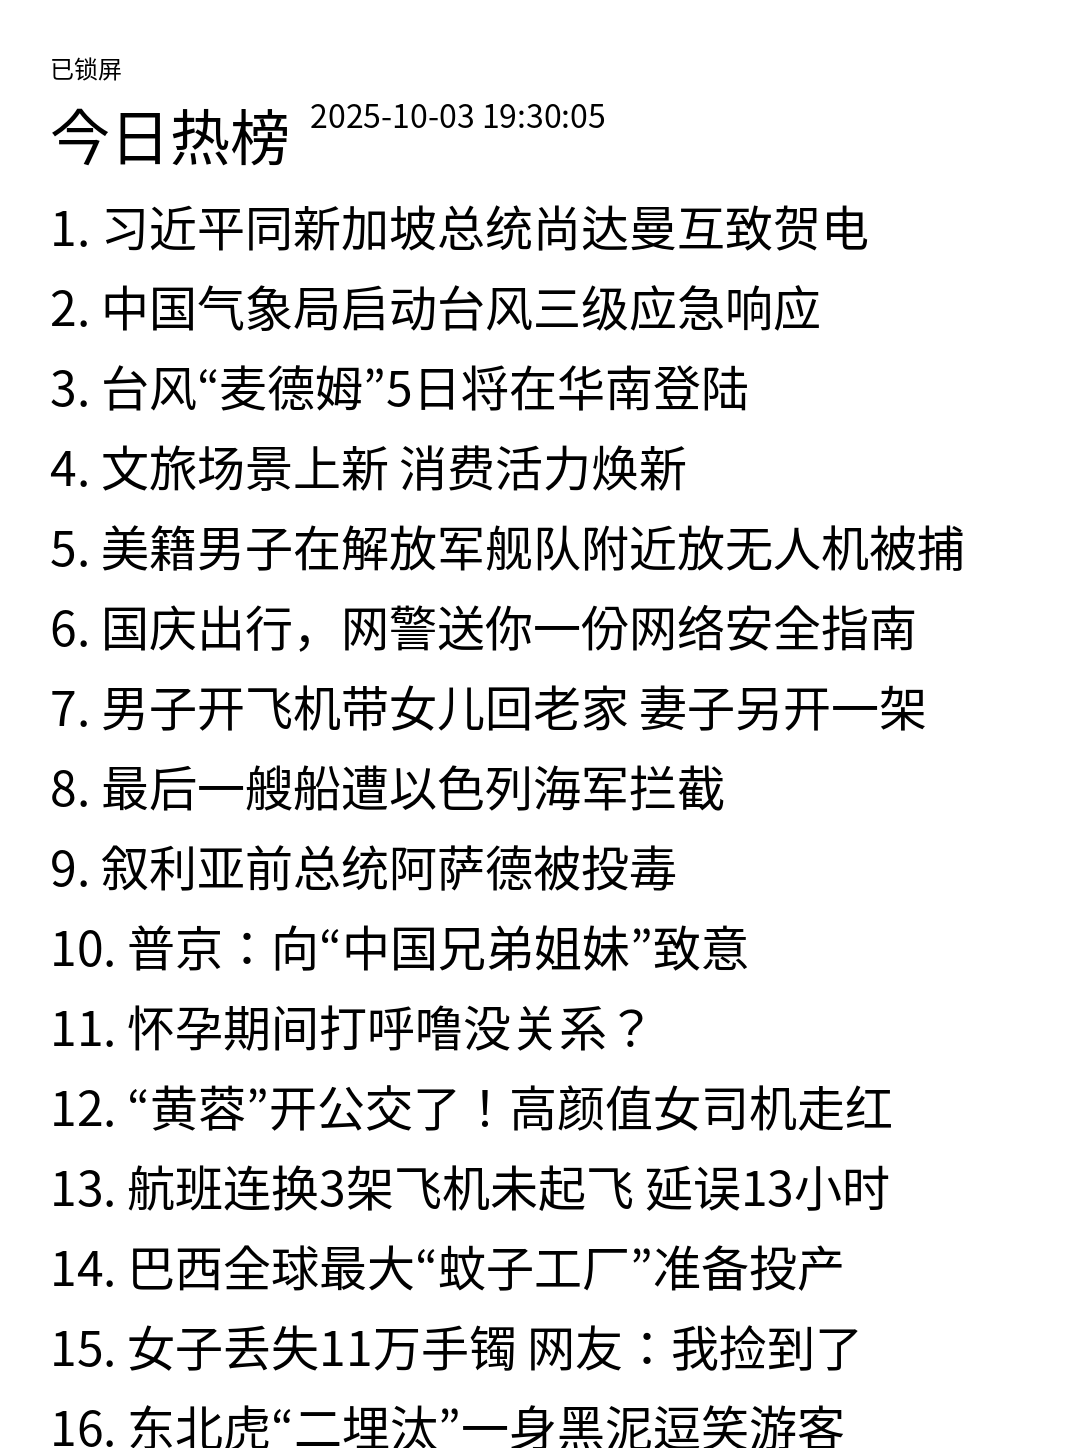 已锁屏
今日热榜 2025-10-03 19:30:05
1. 习近平同新加坡总统尚达曼互致贺电
2. 中国气象局启动台风三级应急响应
3. 台风“麦德姆”5日将在华南登陆
4. 文旅场景上新 消费活力焕新
5. 美籍男子在解放军舰队附近放无人机被捕
6. 国庆出行，网警送你一份网络安全指南
7. 男子开飞机带女儿回老家 妻子另开一架
8. 最后一艘船遭以色列海军拦截
9. 叙利亚前总统阿萨德被投毒
10. 普京：向“中国兄弟姐妹”致意
11. 怀孕期间打呼噜没关系？
12. “黄蓉”开公交了！高颜值女司机走红
13. 航班连换3架飞机未起飞 延误13小时
14. 巴西全球最大“蚊子工厂”准备投产
15. 女子丢失11万手镯 网友：我捡到了
16. 东北虎“二埋汰”一身黑泥逗笑游客